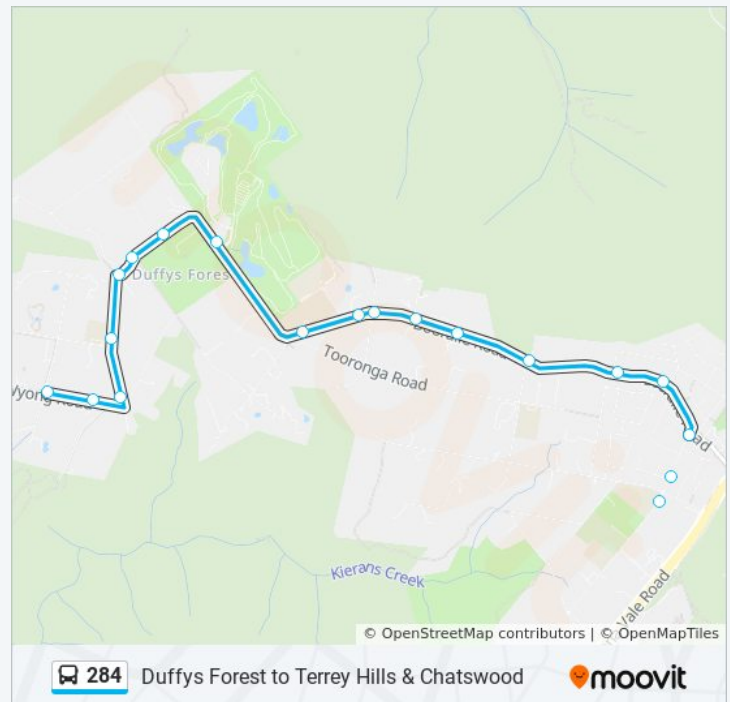 Duffys Fores
Tooronga Road
Road
Kierans Creek
Vale Road
© OpenStreetMap contributors | © OpenMapTiles
284 Duffys Forest to Terrey Hills & Chatswood moovit